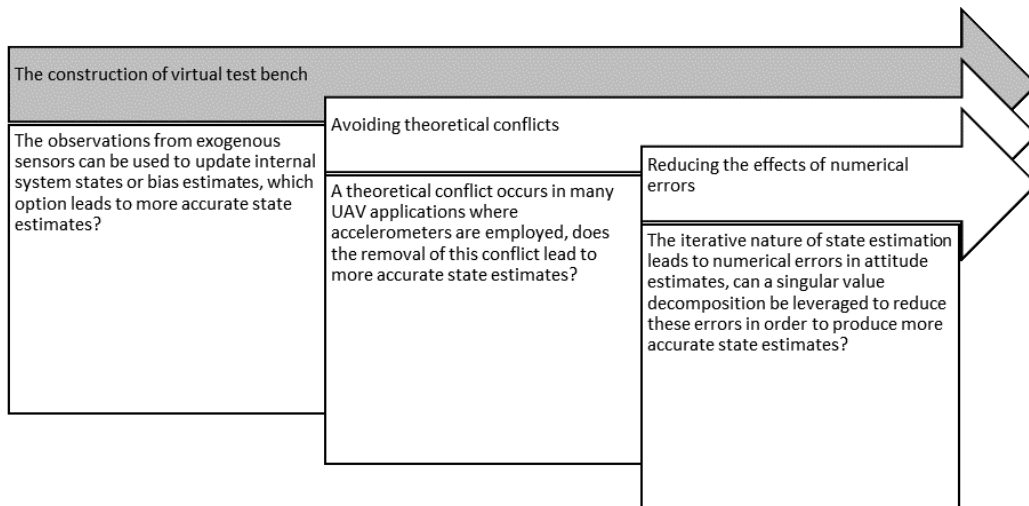 The construction of virtual test bench
The observations from exogenous
sensors can be used to update internal
system states or bias estimates, which
option leads to more accurate state
estimates?
Avoiding theoretical conflicts
A theoretical conflict occurs in many
UAV applications where
accelerometers are employed, does
the removal of this conflict lead to
more accurate state estimates?
Reducing the effects of numerical
errors
The iterative nature of state estimation
leads to numerical errors in attitude
estimates, can a singular value
decomposition be leveraged to reduce
these errors in order to produce more
accurate state estimates?